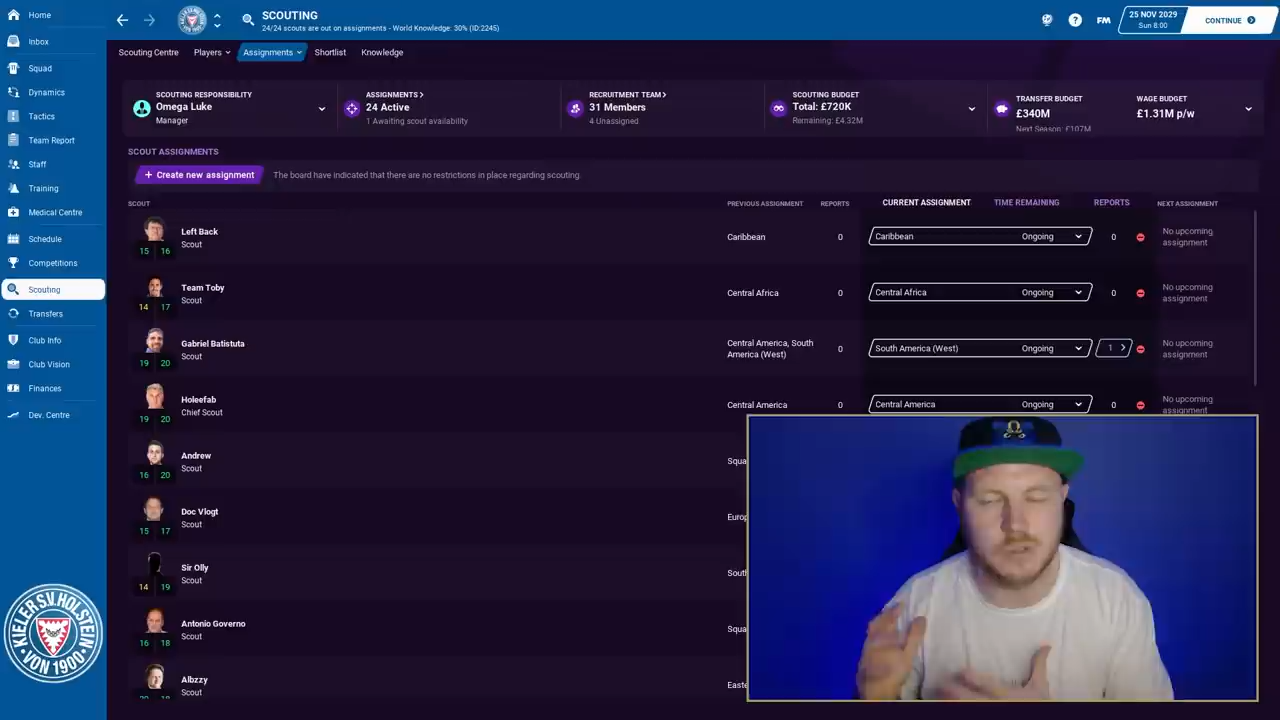 Home
Inbox
Squad
Dynamics
Tactics
Team Report
Staff
Training
Medical Centre
Schedule
Competitions
Scouting
Transfers
Club Info
Club Vision
Finances
Dev. Centre
KIELER S.V. HOLSTEIN
VON 1900
SCOUTING
24/24 scouts are out on assignments - World Knowledge: 30% (ID:2245)
?
FM
25 NOV 2029
Sun 8:00
CONTINUE
Scouting Centre
Players
Assignments
Shortlist
Knowledge
SCOUTING RESPONSIBILITY
Omega Luke
Manager
ASSIGNMENTS >
24 Active
1 Awaiting scout availability
RECRUITMENT TEAM >
31 Members
4 Unassigned
SCOUTING BUDGET
Total: £720K
Remaining: £4.32M
TRANSFER BUDGET
£340M
Next Season: £107M
WAGE BUDGET
£1.31M p/w
SCOUT ASSIGNMENTS
+ Create new assignment
The board have indicated that there are no restrictions in place regarding scouting.
SCOUT PREVIOUS ASSIGNMENT REPORTS CURRENT ASSIGNMENT TIME REMAINING REPORTS NEXT ASSIGNMENT
Left Back
Scout
15 16
Caribbean 0 Caribbean Ongoing 0
No upcoming
assignment
Team Toby
Scout
14 17
Central Africa 0 Central Africa Ongoing 0
No upcoming
assignment
Gabriel Batistuta
Scout
19 20
Central America, South
America (West)
0 South America (West) Ongoing 1 >
No upcoming
assignment
Holeefab
Chief Scout
19 20
Central America 0 Central America Ongoing 0
No upcoming
assignment
Andrew
Scout
16 20
Squa
Doc Vlogt
Scout
15 17
Europ
Sir Olly
Scout
14 19
South
Antonio Governo
Scout
16 18
Squa
Albzzy
Scout
Easte